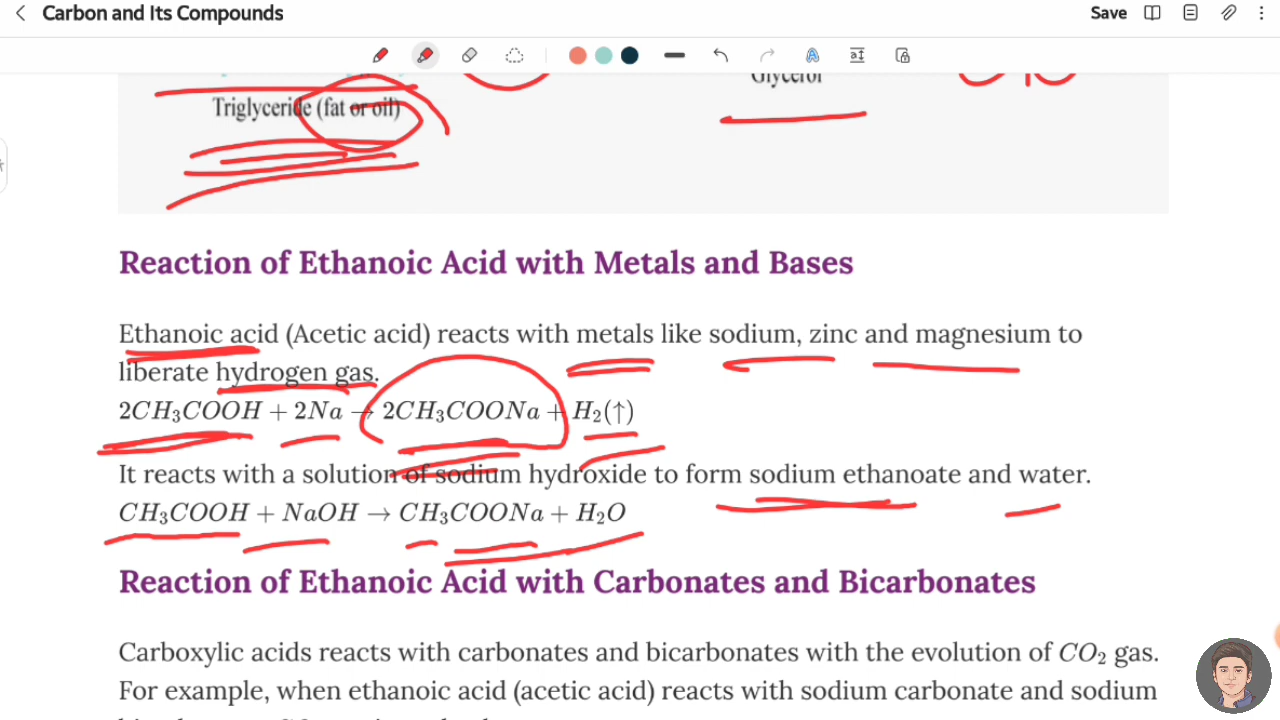 Carbon and Its Compounds
Save
Glycerol
Triglyceride (fat or oil)
Reaction of Ethanoic Acid with Metals and Bases
Ethanoic acid (Acetic acid) reacts with metals like sodium, zinc and magnesium to
liberate hydrogen gas.
2CH₃COOH + 2Na → 2CH₃COONa + H₂(↑)
It reacts with a solution of sodium hydroxide to form sodium ethanoate and water.
CH₃COOH + NaOH → CH₃COONa + H₂O
Reaction of Ethanoic Acid with Carbonates and Bicarbonates
Carboxylic acids reacts with carbonates and bicarbonates with the evolution of CO₂ gas.
For example, when ethanoic acid (acetic acid) reacts with sodium carbonate and sodium